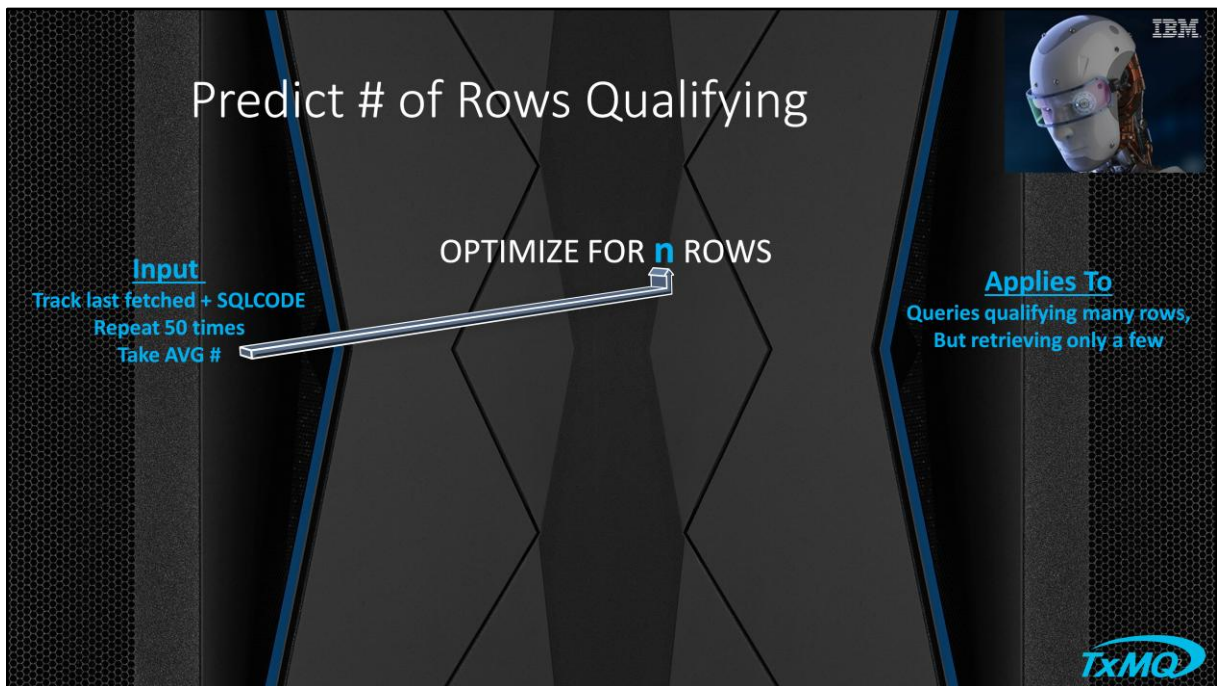 IBM
Predict # of Rows Qualifying
OPTIMIZE FOR n ROWS
Input
Track last fetched + SQLCODE
Repeat 50 times
Take AVG #
Applies To
Queries qualifying many rows,
But retrieving only a few
TxMQ